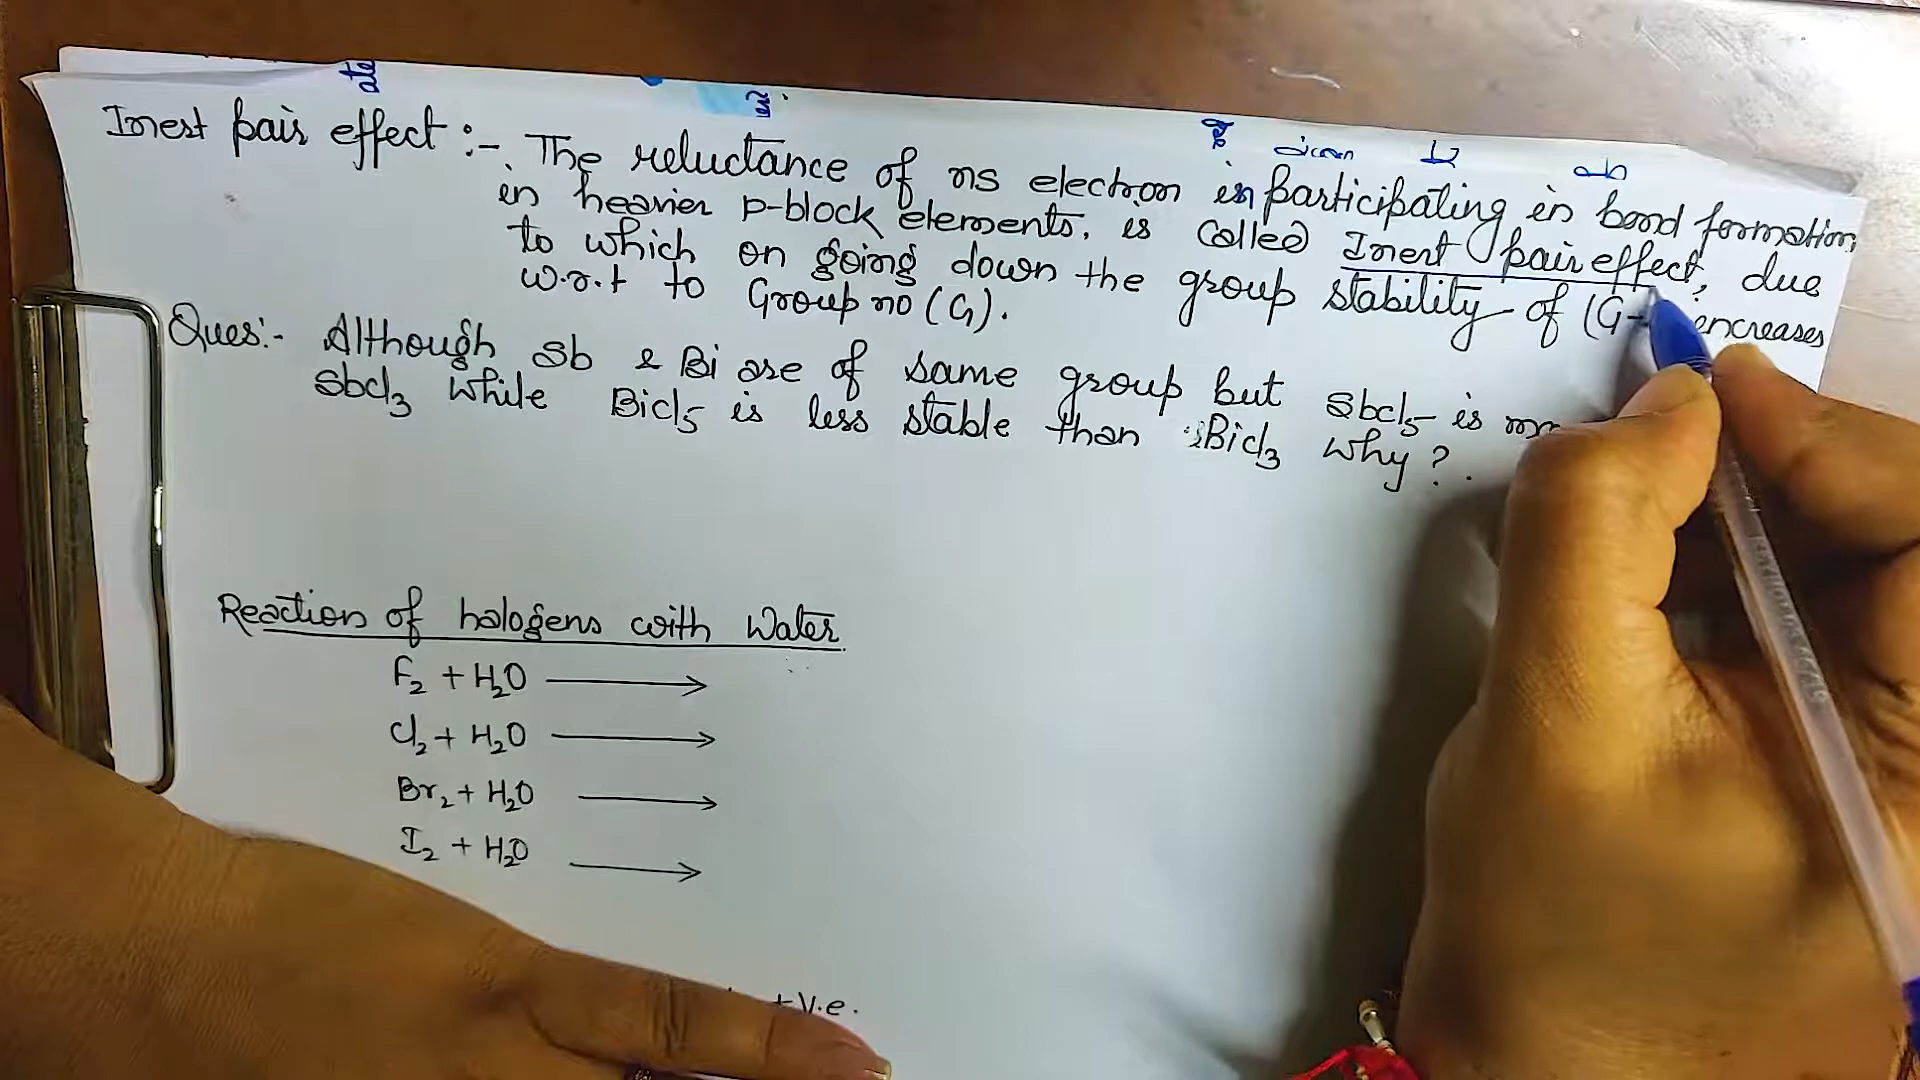 Inert pair effect :- The reluctance of ns electron in participating in bond formation
in heavier p-block elements. is called Inert pair effect, due
to which on going down the group stability of (G- increases
w.r.t to Group no (G).
Ques:- Although Sb & Bi are of same group but Sbcl5 is
Sbcl3 while Bicl5 is less stable than Bicl3 why?
Reaction of halogens with Water
F2 + H2O ⟶
Cl2 + H2O ⟶
Br2 + H2O ⟶
I2 + H2O ⟶
+V.e.